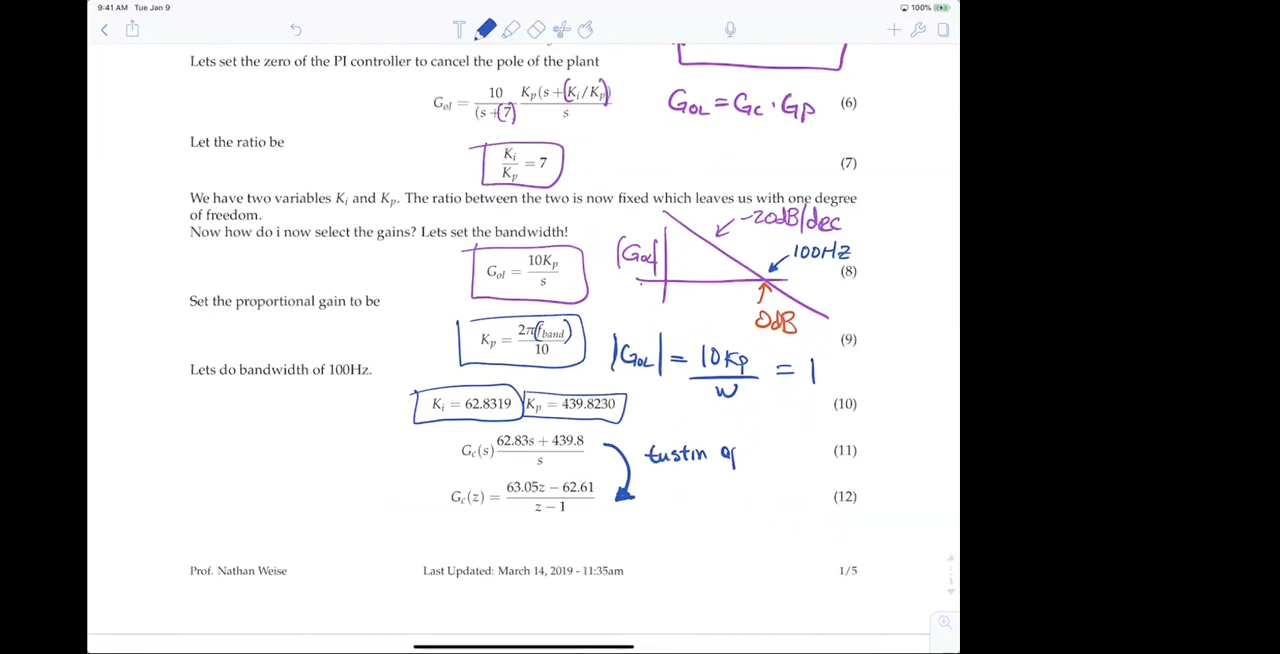 9:41 AM Tue Jan 9
100%
Lets set the zero of the PI controller to cancel the pole of the plant
G_ol = 10/(s+(7) K_p(s + (K_i/K_p))/s
G_OL = G_C · G_P
(6)
Let the ratio be
K_i/K_p = 7
(7)
We have two variables K_i and K_p. The ratio between the two is now fixed which leaves us with one degree
of freedom.
Now how do i now select the gains? Lets set the bandwidth!
-20dB/dec
100HZ
|G_OL|
0dB
G_ol = 10K_p/s
(8)
Set the proportional gain to be
K_p = 2π(f_band)/10
(9)
|G_OL| = 10Kp/w = 1
Lets do bandwidth of 100Hz.
K_i = 62.8319 K_p = 439.8230
(10)
G_c(s) 62.83s + 439.8/s
(11)
tustin
G_c(z) = 63.05z − 62.61/z − 1
(12)
Prof. Nathan Weise
Last Updated: March 14, 2019 - 11:35am
1/5